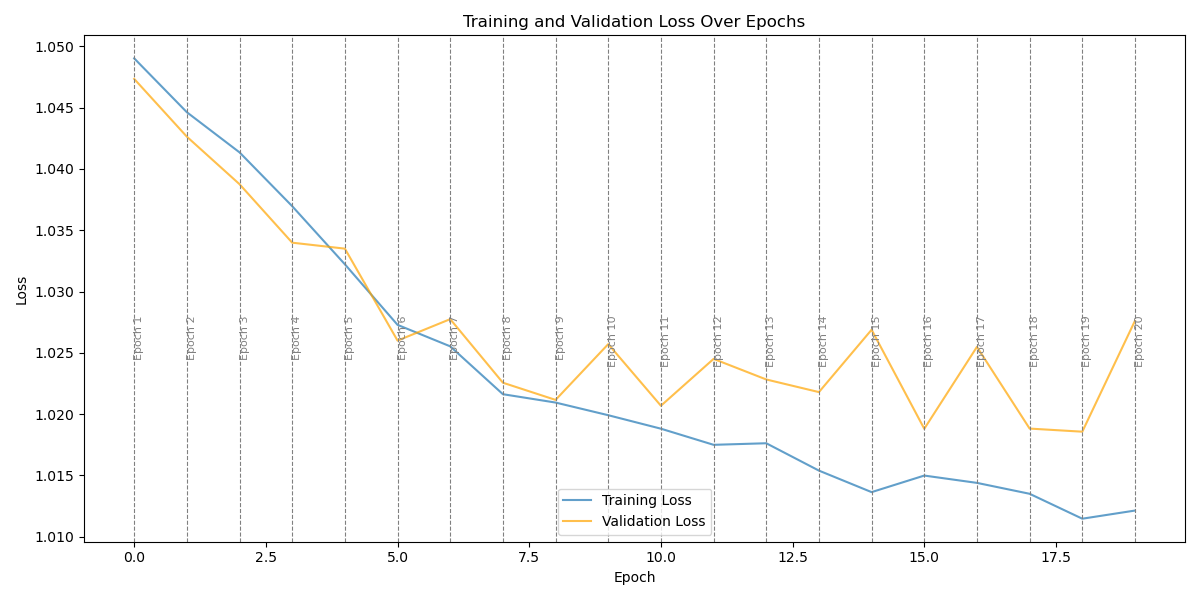 Training and Validation Loss Over Epochs
Loss
1.050
1.045
1.040
1.035
1.030
1.025
1.020
1.015
1.010
Epoch 1
Epoch 2
Epoch 3
Epoch 4
Epoch 5
Epoch 6
Epoch 7
Epoch 8
Epoch 9
Epoch 10
Epoch 11
Epoch 12
Epoch 13
Epoch 14
Epoch 15
Epoch 16
Epoch 17
Epoch 18
Epoch 19
Epoch 20
Training Loss
Validation Loss
0.0 2.5 5.0 7.5 10.0 12.5 15.0 17.5
Epoch